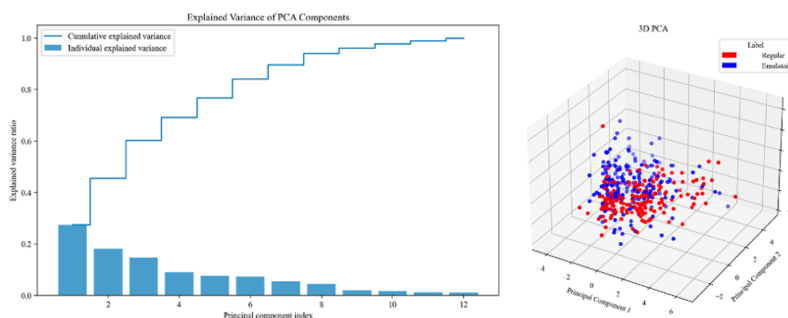 Explained Variance of PCA Components
Cumulative explained variance
Individual explained variance
1.0
0.8
0.6
0.4
0.2
0.0
Explained variance ratio
2 4 6 8 10 12
Principal component index
3D PCA
Label
Regular
Emulated
−4 −2 0 2 4 6
Principal Component 1
−2 0 2 4
Principal Component 2